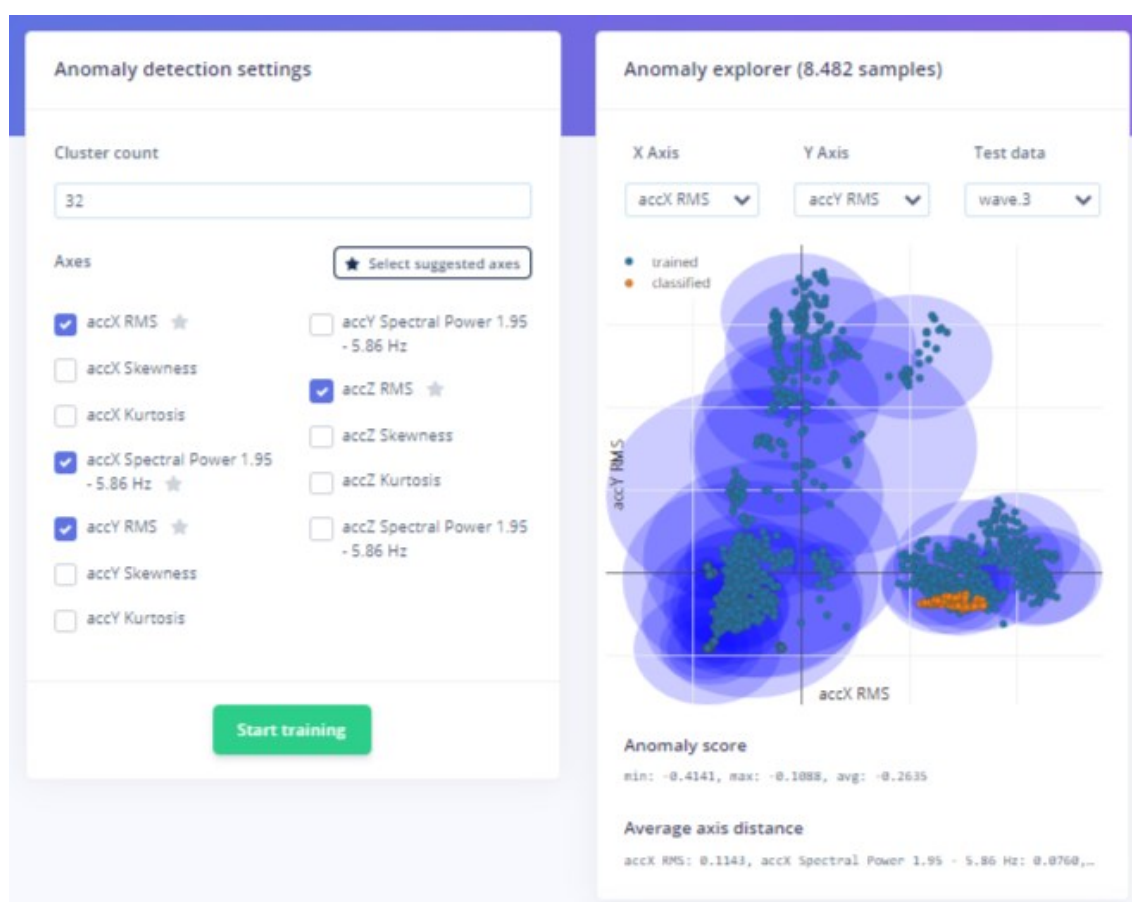 Anomaly detection settings
Cluster count
32
Axes
Select suggested axes
accX RMS
accX Skewness
accX Kurtosis
accX Spectral Power 1.95
- 5.86 Hz
accY RMS
accY Skewness
accY Kurtosis
accY Spectral Power 1.95
- 5.86 Hz
accZ RMS
accZ Skewness
accZ Kurtosis
accZ Spectral Power 1.95
- 5.86 Hz
Start training
Anomaly explorer (8.482 samples)
X Axis
Y Axis
Test data
accX RMS
accY RMS
wave.3
trained
classified
accY RMS
accX RMS
Anomaly score
min: -0.4141, max: -0.1088, avg: -0.2635
Average axis distance
accX RMS: 0.1143, accX Spectral Power 1.95 - 5.86 Hz: 0.0760,…